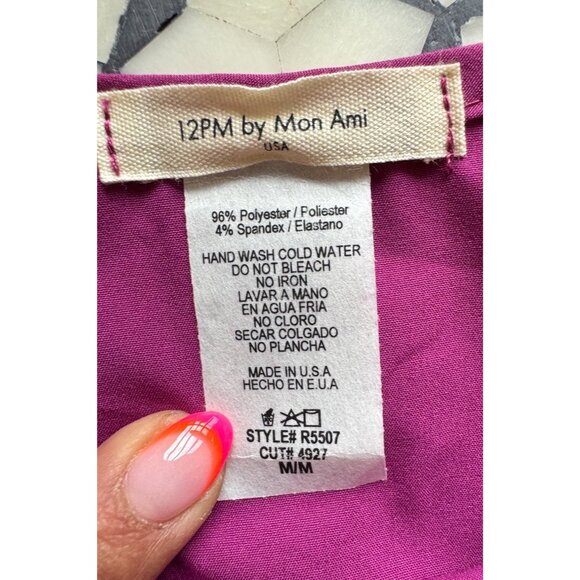 12PM by Mon Ami
USA
96% Polyester / Poliester
4% Spandex / Elastano
HAND WASH COLD WATER
DO NOT BLEACH
NO IRON
LAVAR A MANO
EN AGUA FRIA
NO CLORO
SECAR COLGADO
NO PLANCHA
MADE IN U.S.A
HECHO EN E.U.A
STYLE# R5507
CUT# 4927
M/M